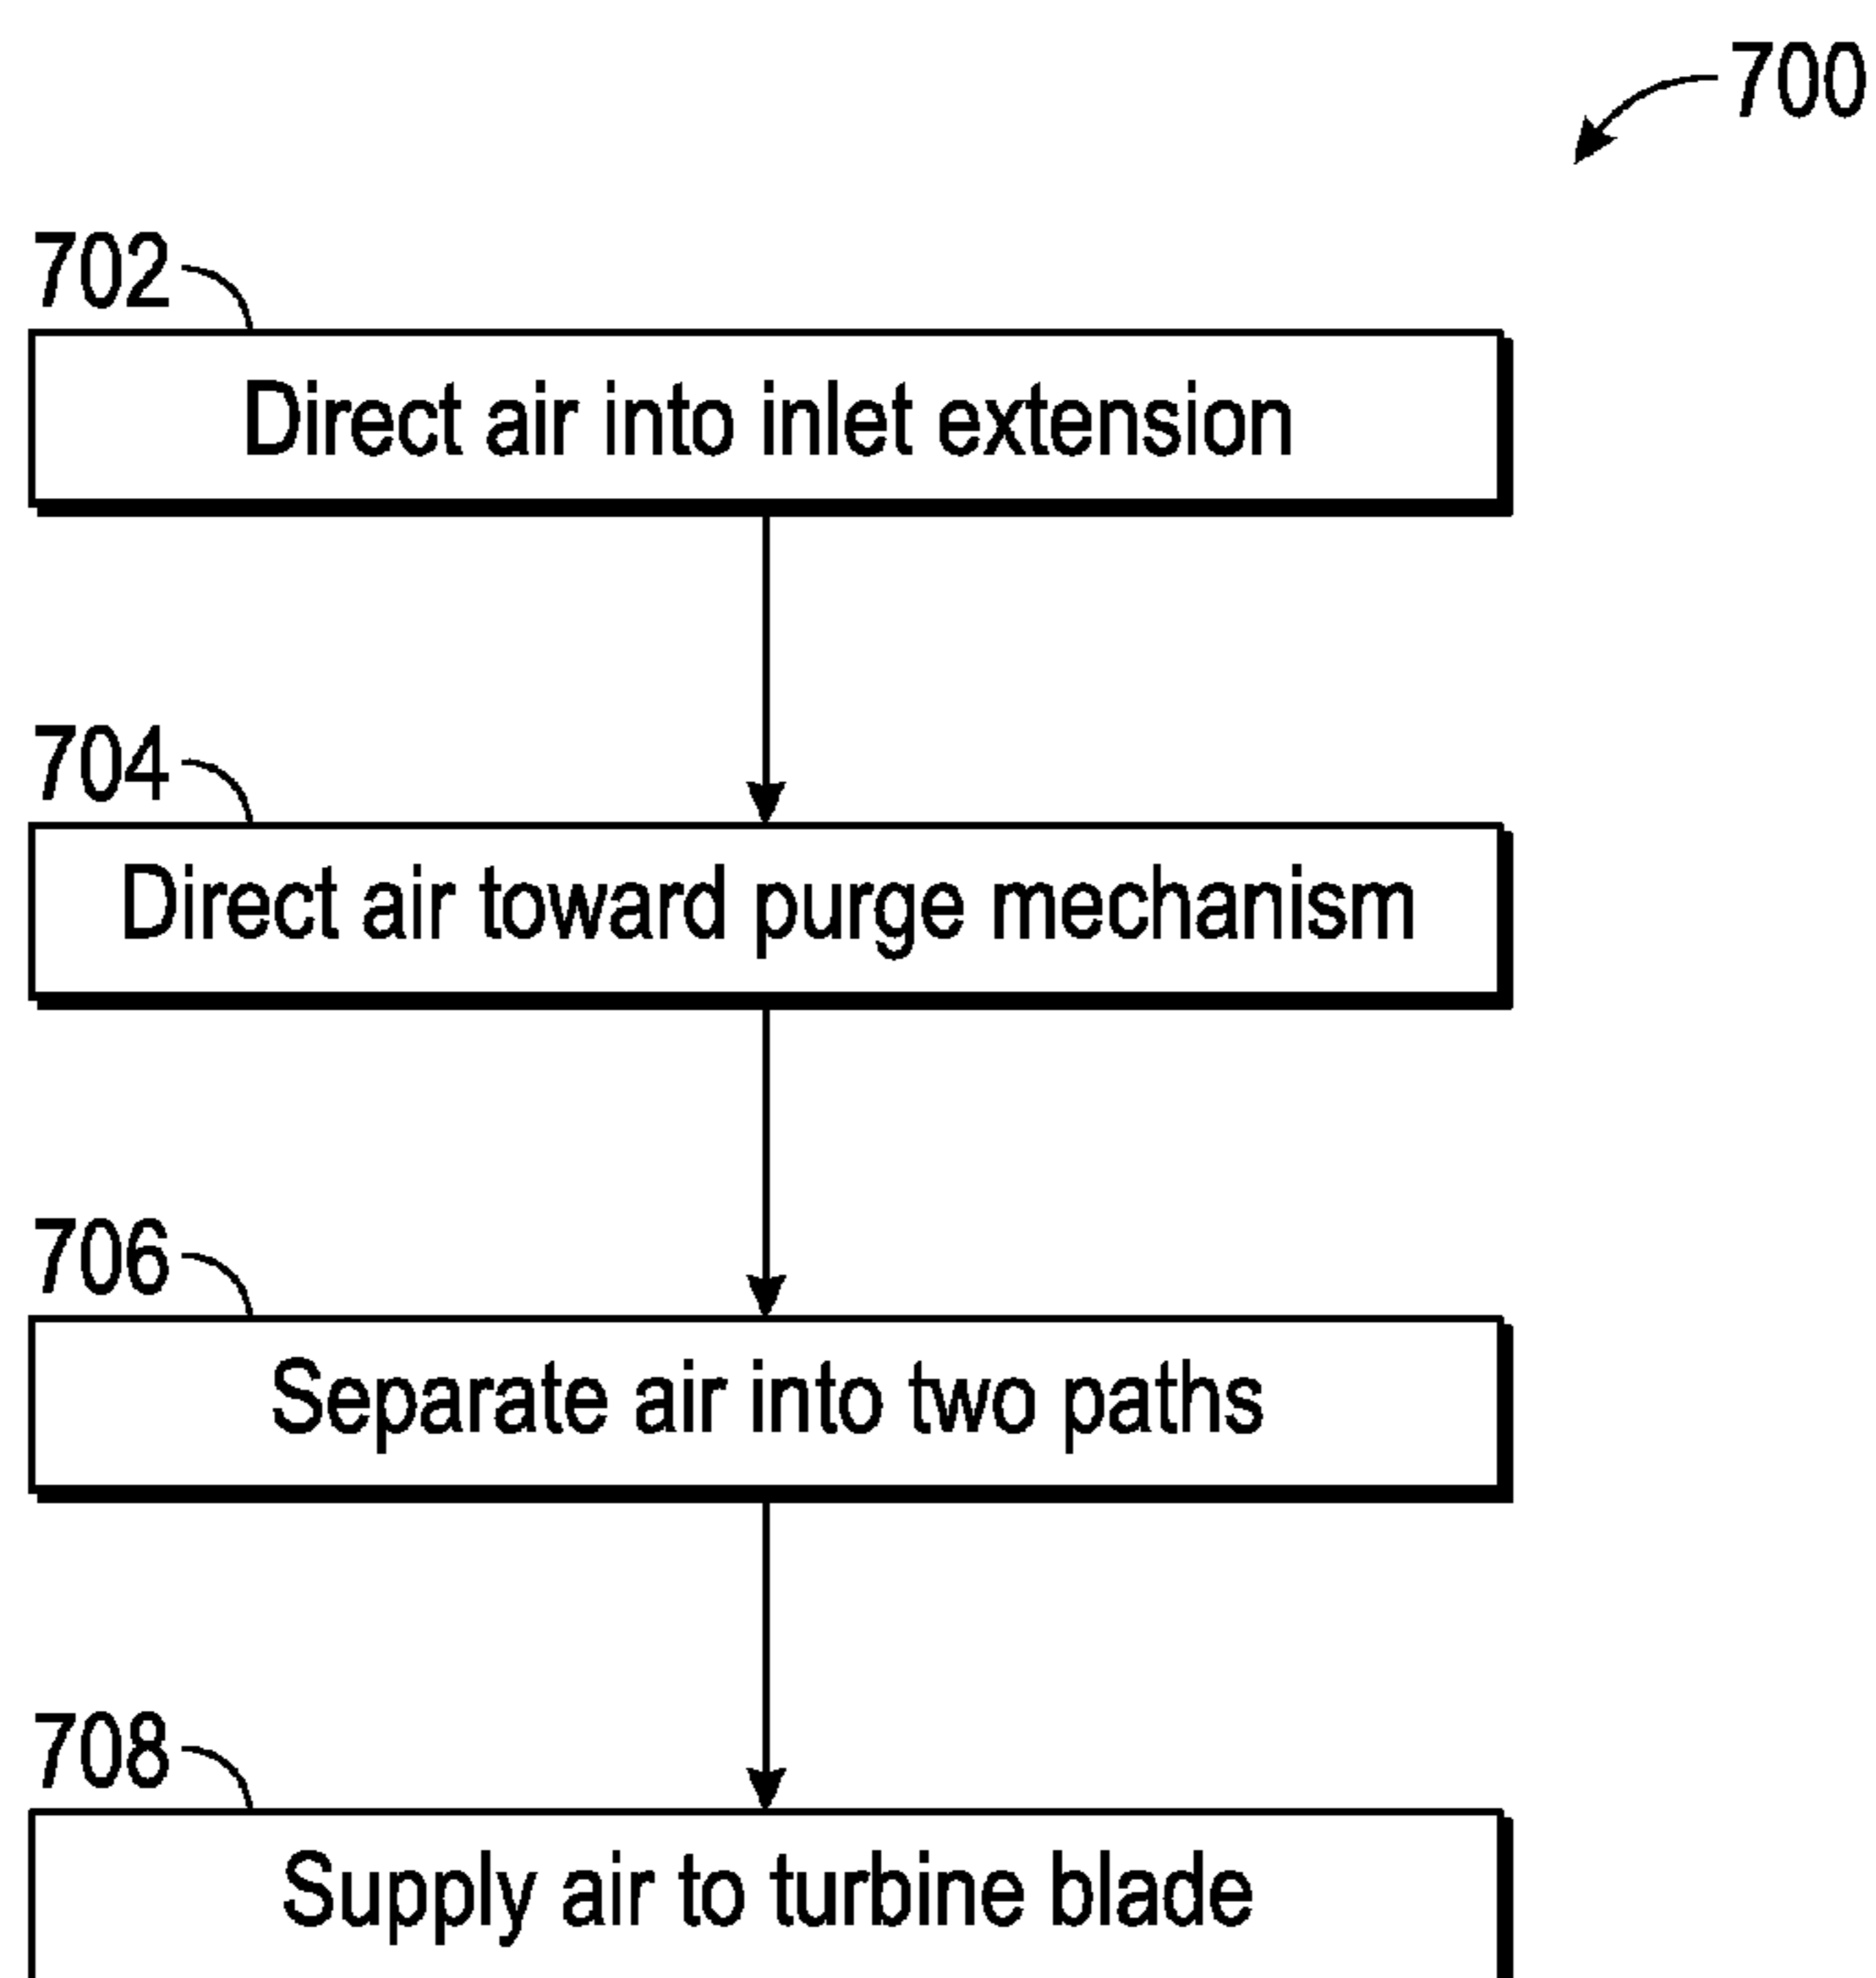 700
702
Direct air into inlet extension
704
Direct air toward purge mechanism
706
Separate air into two paths
708
Supply air to turbine blade